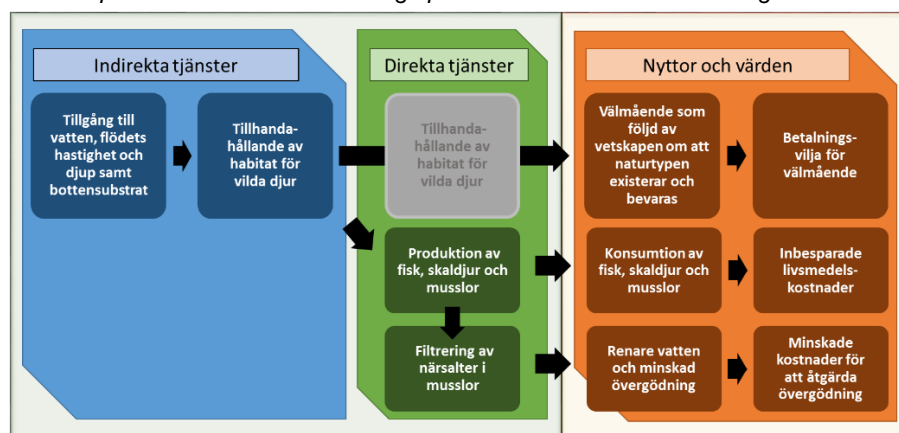 Indirekta tjänster
Tillgång till
vatten, flödets
hastighet och
djup samt
bottensubstrat
Tillhanda-
hållande av
habitat för
vilda djur
Direkta tjänster
Tillhanda-
hållande av
habitat för
vilda djur
Produktion av
fisk, skaldjur och
musslor
Filtrering av
närsalter i
musslor
Nyttor och värden
Välmående som
följd av
vetskapen om att
naturtypen
existerar och
bevaras
Betalnings-
vilja för
välmående
Konsumtion av
fisk, skaldjur och
musslor
Inbesparade
livsmedels-
kostnader
Renare vatten
och minskad
övergödning
Minskade
kostnader för
att åtgärda
övergödning